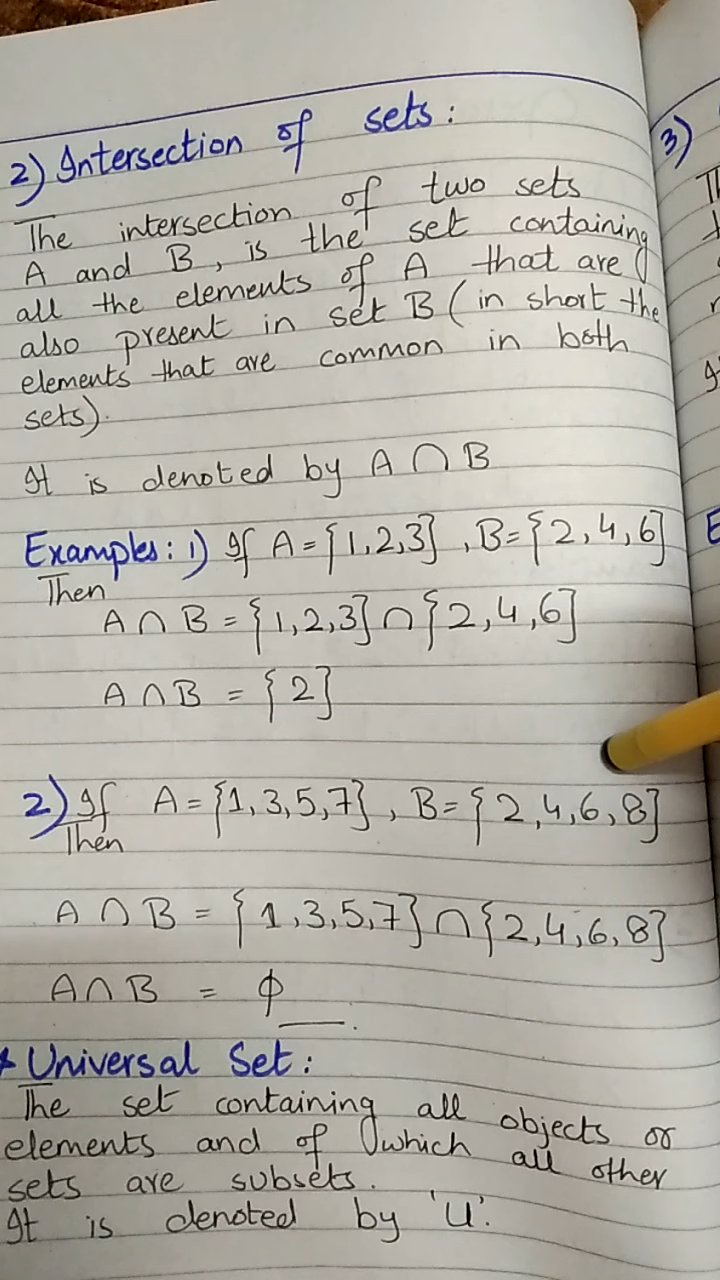 2) Intersection of sets:
The intersection of two sets
A and B, is the set containing
all the elements of A that are
also present in set B (in short the
elements that are common in both
sets).
It is denoted by A ∩ B
Examples: 1) If A = {1,2,3}, B = {2,4,6}
Then
A ∩ B = {1,2,3} ∩ {2,4,6}
A ∩ B = {2}
2) If A = {1,3,5,7}, B = {2,4,6,8}
Then
A ∩ B = {1,3,5,7} ∩ {2,4,6,8}
A ∩ B = ϕ
Universal Set:
The set containing all objects or
elements and of which all other
sets are subsets.
It is denoted by 'U'.
3)